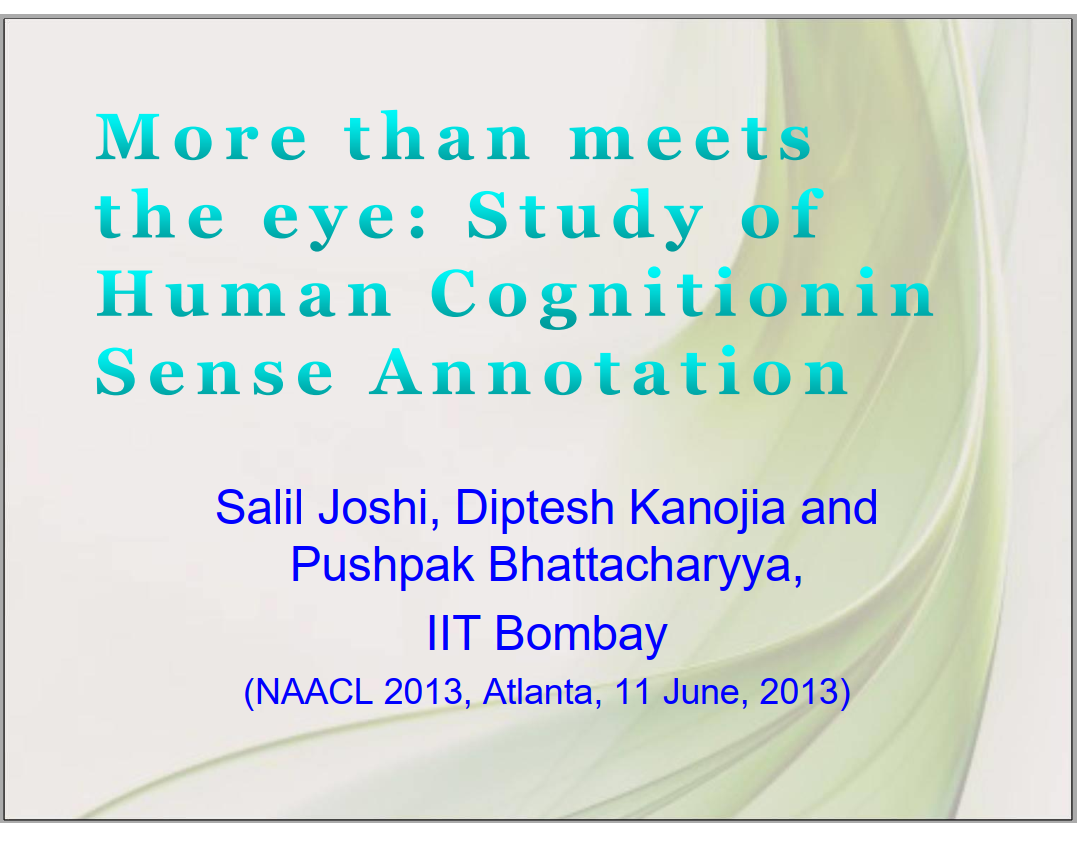 More than meets
the eye: Study of
Human Cognitionin
Sense Annotation
Salil Joshi, Diptesh Kanojia and
Pushpak Bhattacharyya,
IIT Bombay
(NAACL 2013, Atlanta, 11 June, 2013)